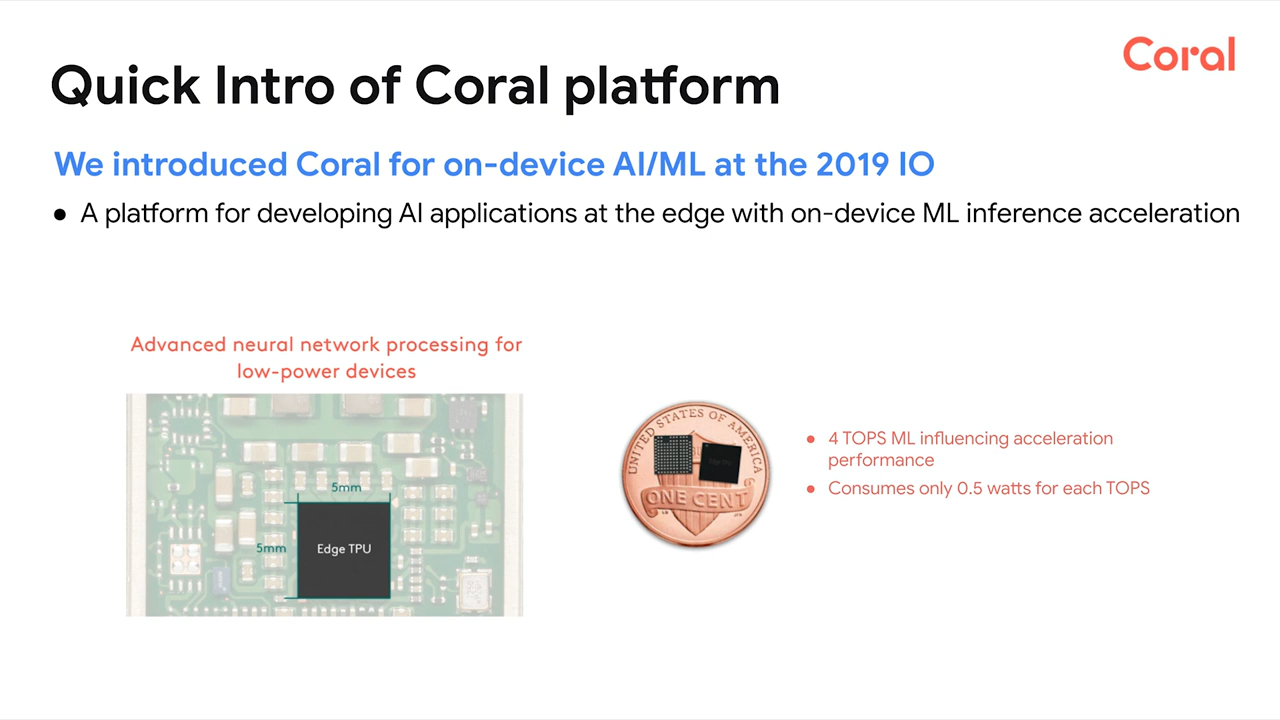 Coral
Quick Intro of Coral platform
We introduced Coral for on-device AI/ML at the 2019 IO
● A platform for developing AI applications at the edge with on-device ML inference acceleration
Advanced neural network processing for
low-power devices
5mm
5mm
Edge TPU
UNITED STATES OF AMERICA
ONE CENT
● 4 TOPS ML influencing acceleration
performance
● Consumes only 0.5 watts for each TOPS